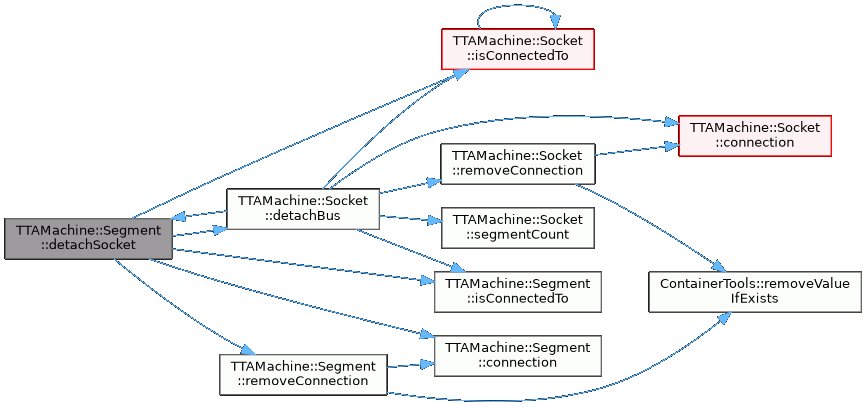 TTAMachine::Socket
::isConnectedTo
TTAMachine::Socket
::connection
TTAMachine::Socket
::removeConnection
TTAMachine::Socket
::detachBus
TTAMachine::Segment
::detachSocket
TTAMachine::Socket
::segmentCount
TTAMachine::Segment
::isConnectedTo
ContainerTools::removeValue
IfExists
TTAMachine::Segment
::connection
TTAMachine::Segment
::removeConnection